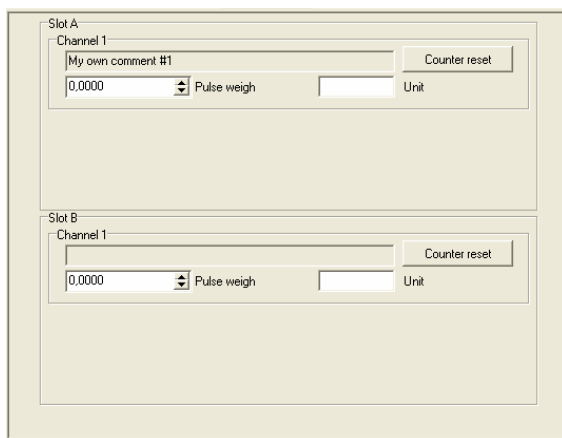 Slot A
Channel 1
My own comment #1
Counter reset
0,0000 Pulse weigh Unit
Slot B
Channel 1
Counter reset
0,0000 Pulse weigh Unit